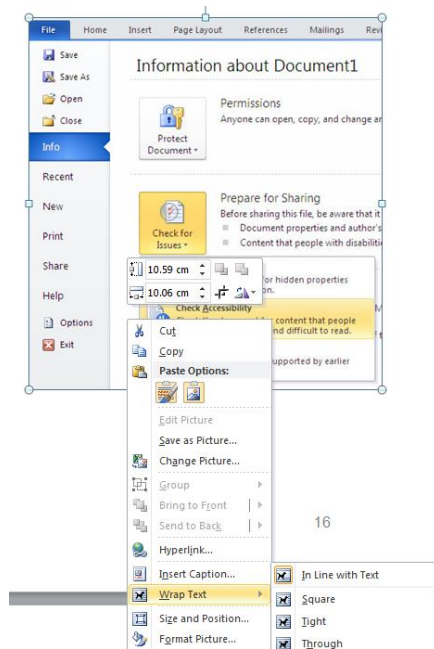 File Home Insert Page Layout References Mailings Revi
Save
Save As
Open
Close
Info
Recent
New
Print
Share
Help
Options
Exit
Information about Document1
Permissions
Anyone can open, copy, and change an
Protect
Document
Prepare for Sharing
Before sharing this file, be aware that it
Document properties and author's
Content that people with disabiliti
Check for
Issues
10.59 cm
10.06 cm
for hidden properties
on.
Check Accessibility
content that people
nd difficult to read.
upported by earlier
Cut
Copy
Paste Options:
Edit Picture
Save as Picture...
Change Picture...
Group
Bring to Front
Send to Back
Hyperlink...
Insert Caption...
Wrap Text
Size and Position...
Format Picture...
16
In Line with Text
Square
Tight
Through